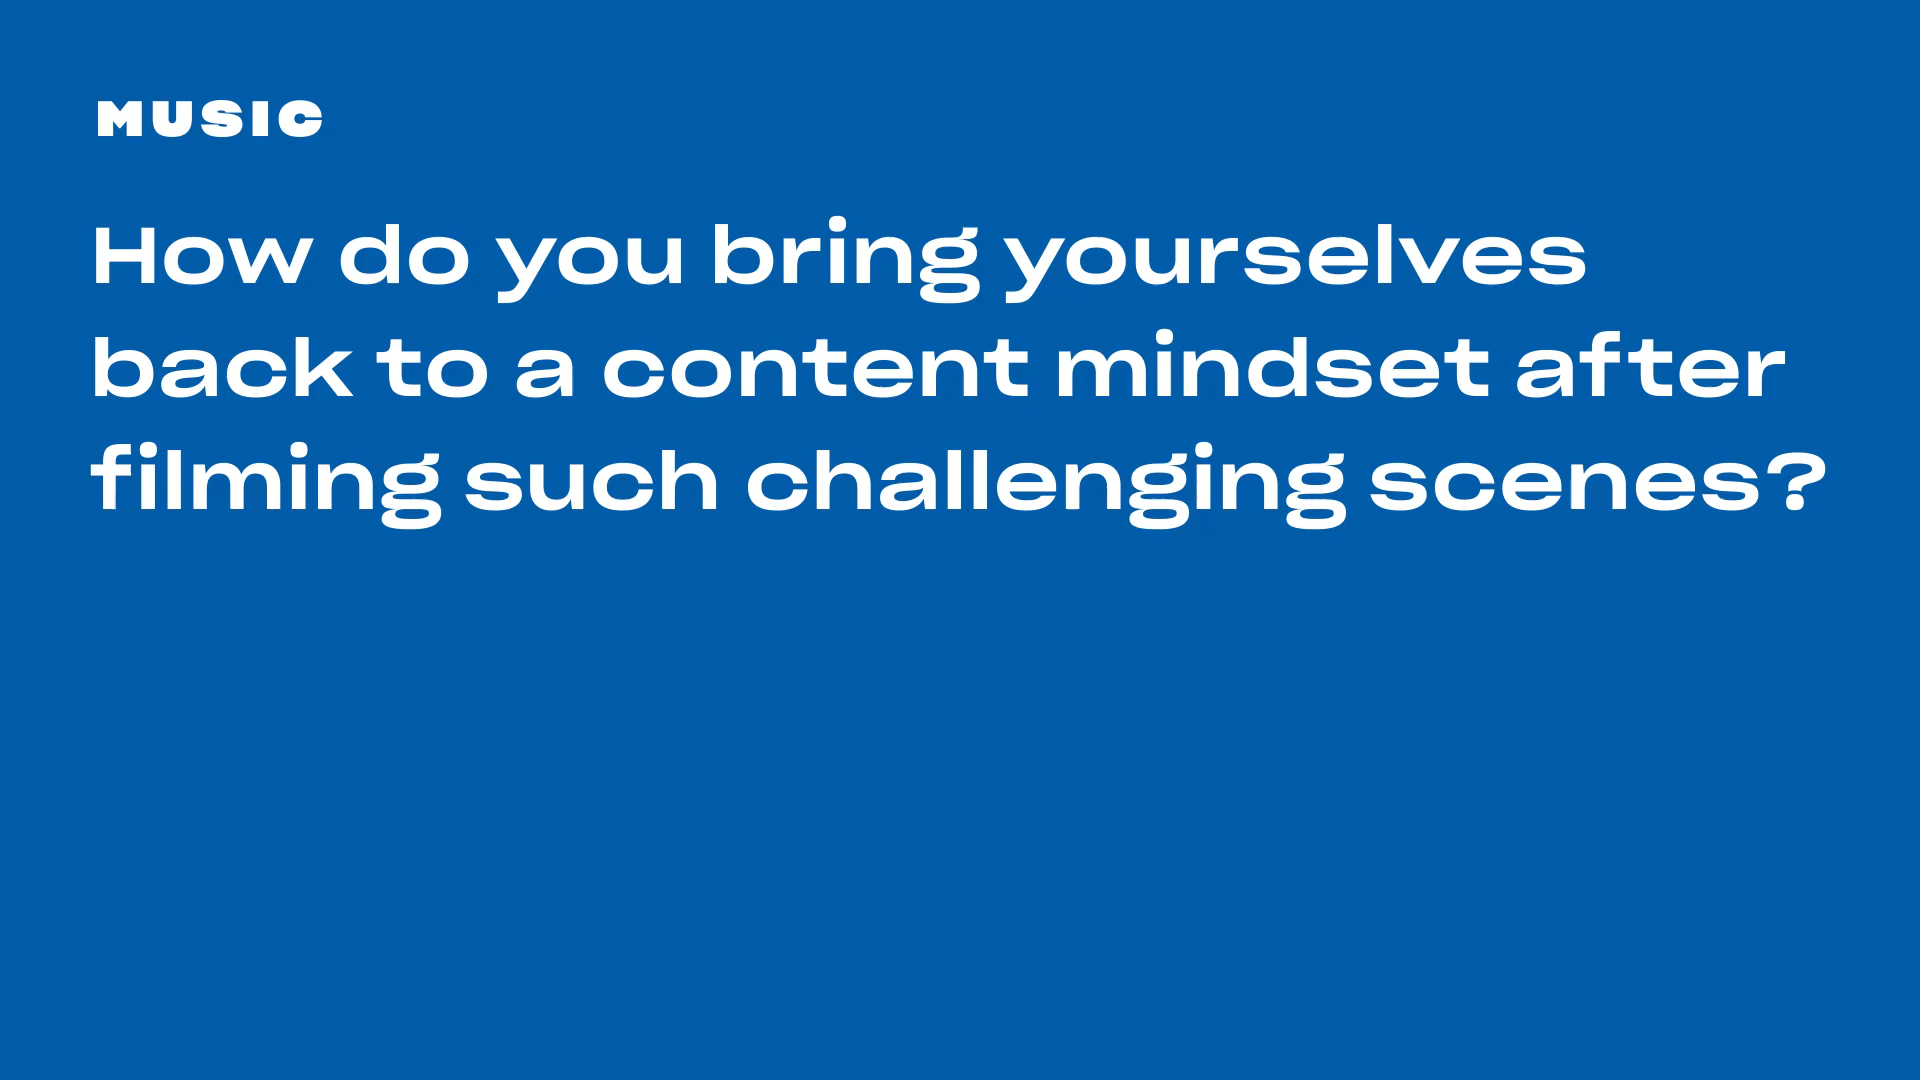 MUSIC
How do you bring yourselves
back to a content mindset after
filming such challenging scenes?